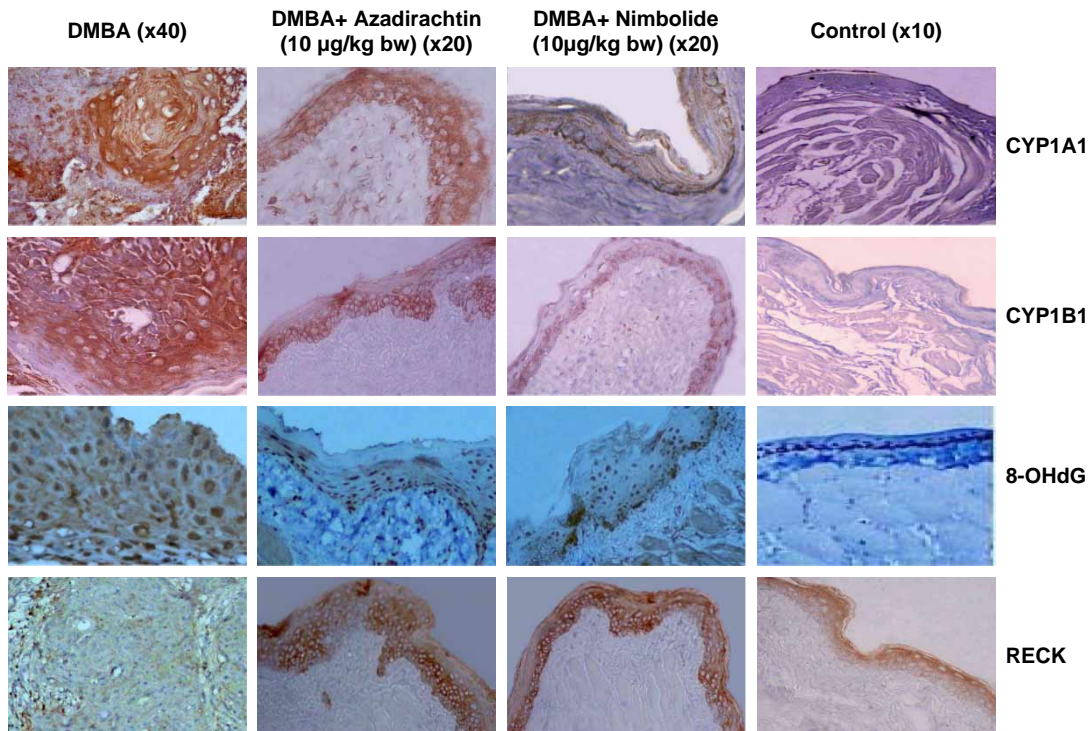 DMBA (x40)
DMBA+ Azadirachtin
(10 µg/kg bw) (x20)
DMBA+ Nimbolide
(10µg/kg bw) (x20)
Control (x10)
CYP1A1
CYP1B1
8-OHdG
RECK